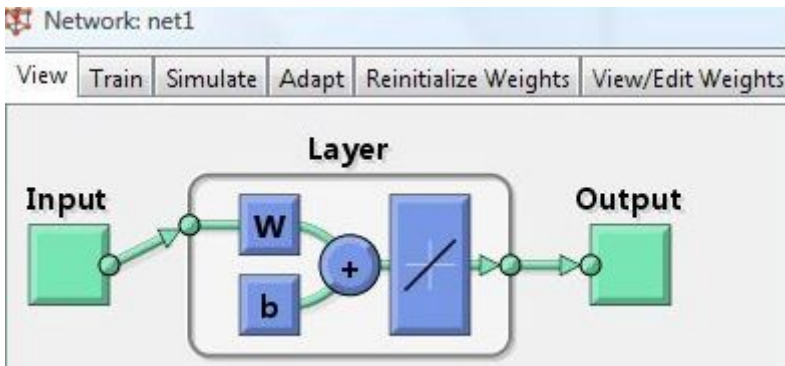 Network: net1
View Train Simulate Adapt Reinitialize Weights View/Edit Weights
Layer
Input
Output
W
+
b